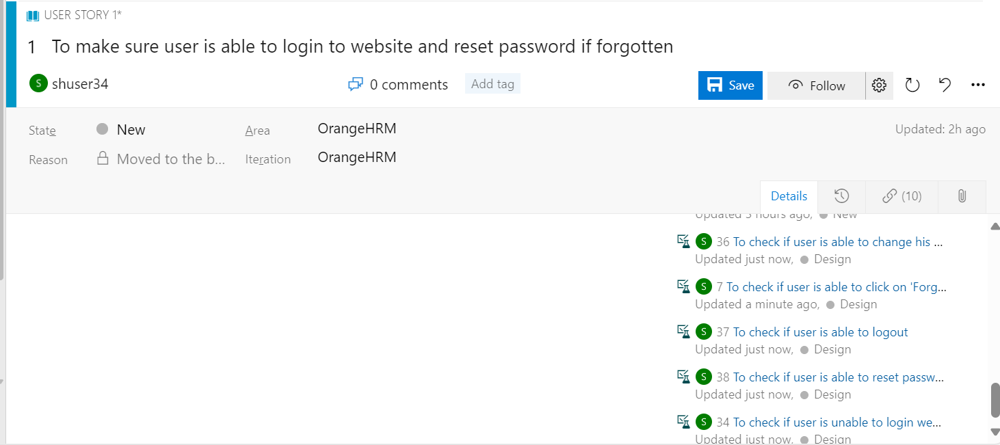 USER STORY 1*
1 To make sure user is able to login to website and reset password if forgotten
S shuser34
0 comments
Add tag
Save
Follow
State
New
Area
OrangeHRM
Updated: 2h ago
Reason
Moved to the b...
Iteration
OrangeHRM
Details
(10)
Updated 3 hours ago, New
S 36 To check if user is able to change his ...
Updated just now, Design
S 7 To check if user is able to click on 'Forg...
Updated a minute ago, Design
S 37 To check if user is able to logout
Updated just now, Design
S 38 To check if user is able to reset passw...
Updated just now, Design
S 34 To check if user is unable to login we...
Updated just now, Design